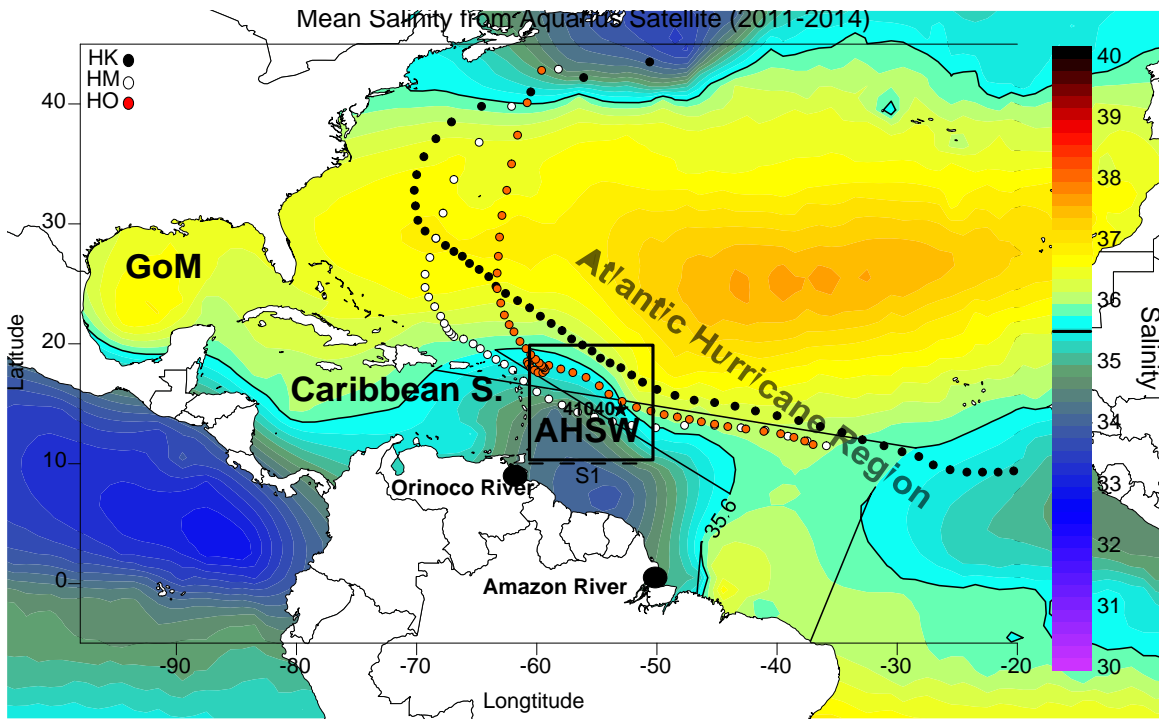 Mean Salinity from Aquarius Satellite (2011-2014)
HK
HM
HO
40
30
20
10
0
Latitude
GoM
Caribbean S.
Atlantic Hurricane Region
41040
AHSW
S1
Orinoco River
Amazon River
35.6
-90
-80
-70
-60
-50
-40
-30
-20
Longtitude
40
39
38
37
36
35
34
33
32
31
30
Salinity